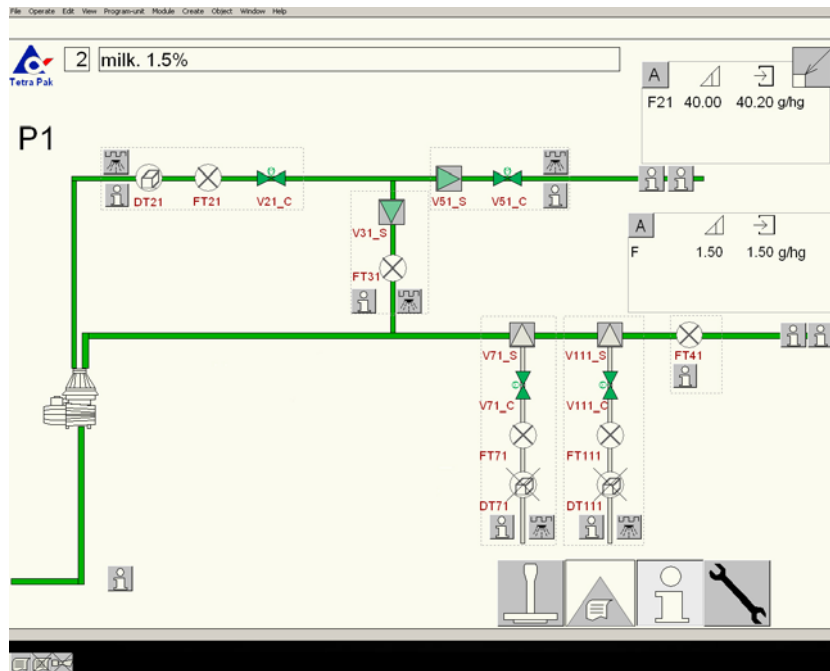 File Operate Edit View Program-unit Module Create Object Window Help
2 milk. 1.5%
Tetra Pak
A
F21 40.00 40.20 g/hg
P1
DT21 FT21 V21_C V51_S V51_C
V31_S
A
F 1.50 1.50 g/hg
FT31
V71_S V111_S FT41
V71_C V111_C
FT71 FT111
DT71 DT111